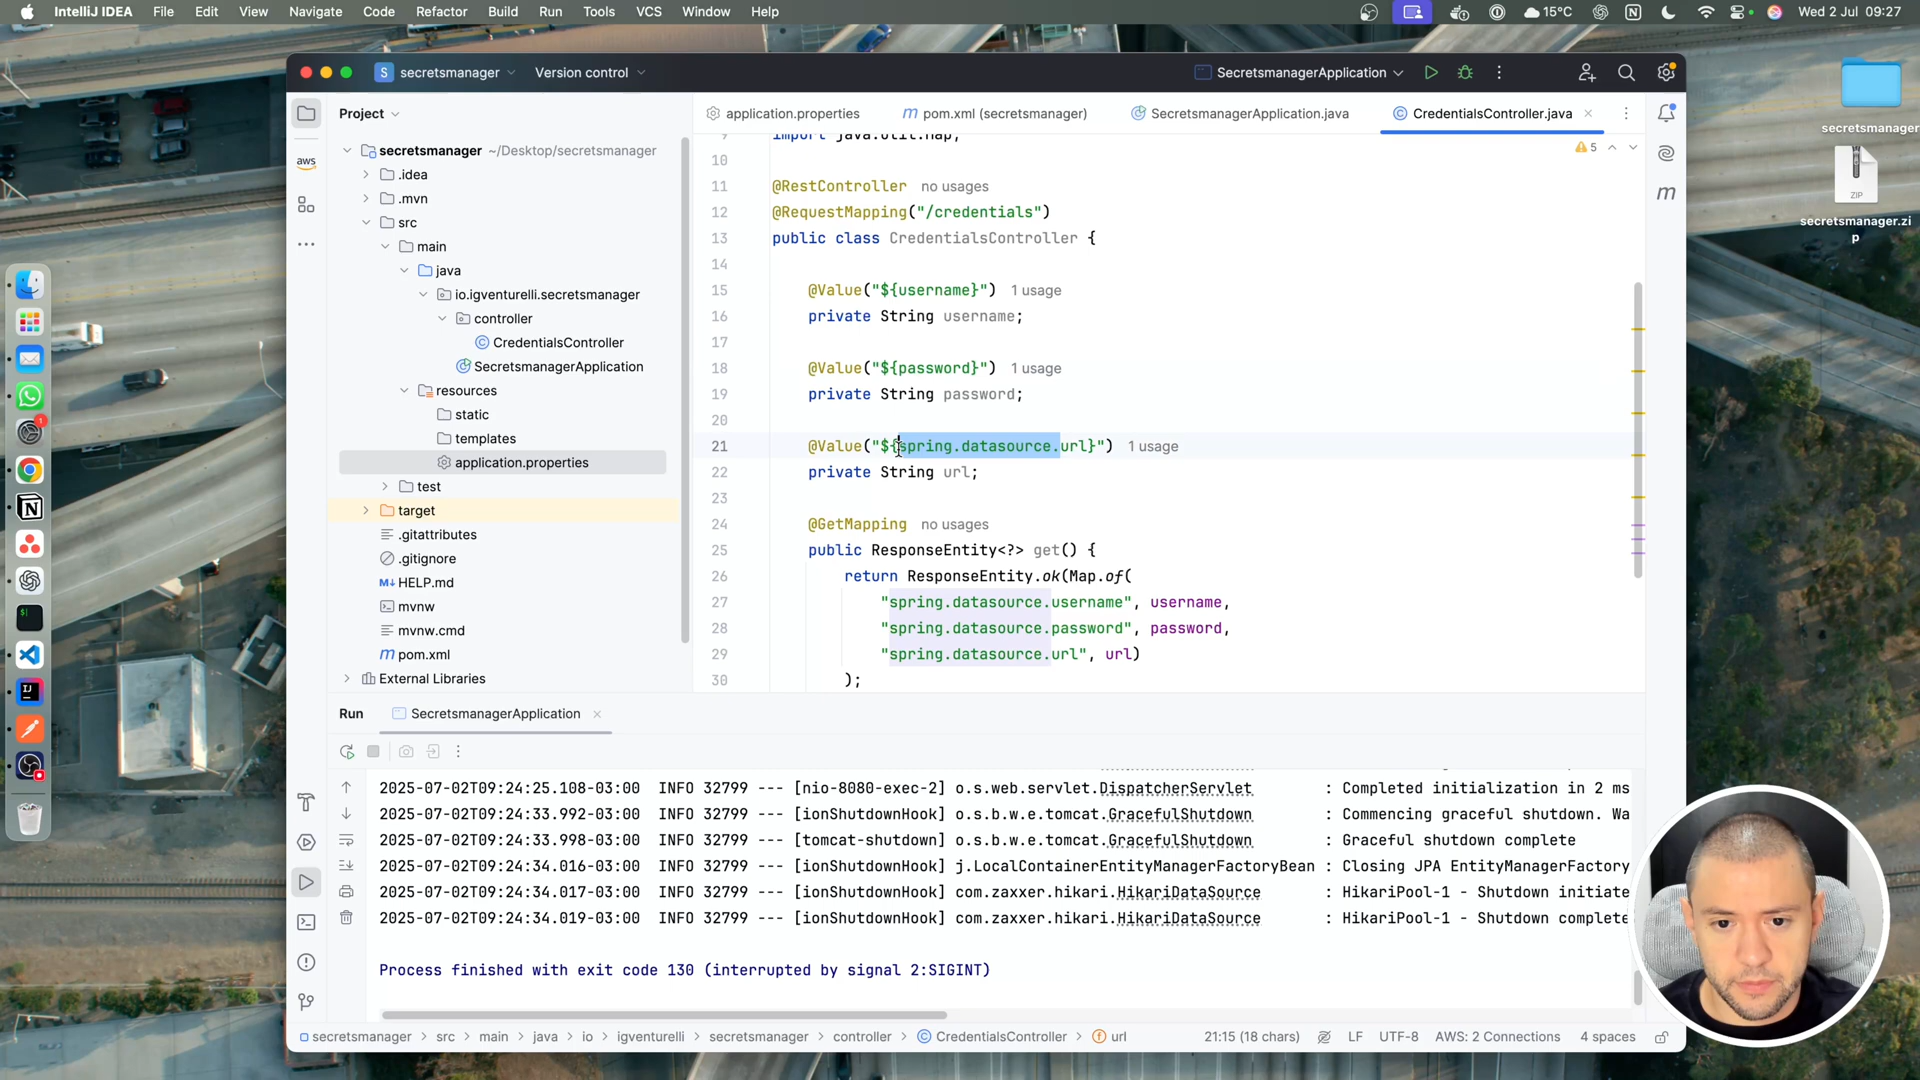 IntelliJ IDEA File Edit View Navigate Code Refactor Build Run Tools VCS Window Help 15°C Wed 2 Jul 09:27
S secretsmanager Version control SecretsmanagerApplication
Project
application.properties
pom.xml (secretsmanager)
SecretsmanagerApplication.java
CredentialsController.java
secretsmanager ~/Desktop/secretsmanager
.idea
.mvn
src
main
java
io.igventurelli.secretsmanager
controller
CredentialsController
SecretsmanagerApplication
resources
static
templates
application.properties
test
target
.gitattributes
.gitignore
M↓ HELP.md
mvnw
mvnw.cmd
m pom.xml
External Libraries
aws
9 import java.util.Map;
10
11 @RestController no usages
12 @RequestMapping("/credentials")
13 public class CredentialsController {
14
15 @Value("${username}") 1 usage
16 private String username;
17
18 @Value("${password}") 1 usage
19 private String password;
20
21 @Value("${spring.datasource.url}") 1 usage
22 private String url;
23
24 @GetMapping no usages
25 public ResponseEntity<?> get() {
26 return ResponseEntity.ok(Map.of(
27 "spring.datasource.username", username,
28 "spring.datasource.password", password,
29 "spring.datasource.url", url)
30 );
5
secretsmanager
ZIP
secretsmanager.zi
p
Run SecretsmanagerApplication
2025-07-02T09:24:25.108-03:00 INFO 32799 --- [nio-8080-exec-2] o.s.web.servlet.DispatcherServlet : Completed initialization in 2 ms
2025-07-02T09:24:33.992-03:00 INFO 32799 --- [ionShutdownHook] o.s.b.w.e.tomcat.GracefulShutdown : Commencing graceful shutdown. Wa
2025-07-02T09:24:33.998-03:00 INFO 32799 --- [tomcat-shutdown] o.s.b.w.e.tomcat.GracefulShutdown : Graceful shutdown complete
2025-07-02T09:24:34.016-03:00 INFO 32799 --- [ionShutdownHook] j.LocalContainerEntityManagerFactoryBean : Closing JPA EntityManagerFactory
2025-07-02T09:24:34.017-03:00 INFO 32799 --- [ionShutdownHook] com.zaxxer.hikari.HikariDataSource : HikariPool-1 - Shutdown initiate
2025-07-02T09:24:34.019-03:00 INFO 32799 --- [ionShutdownHook] com.zaxxer.hikari.HikariDataSource : HikariPool-1 - Shutdown complete
Process finished with exit code 130 (interrupted by signal 2:SIGINT)
secretsmanager > src > main > java > io > igventurelli > secretsmanager > controller > CredentialsController > url 21:15 (18 chars) LF UTF-8 AWS: 2 Connections 4 spaces